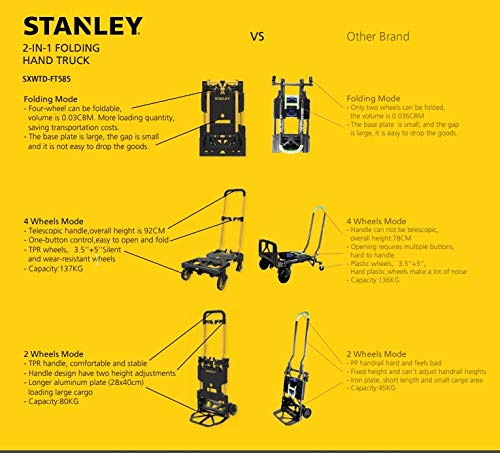 STANLEY
2-IN-1 FOLDING
HAND TRUCK
SXWTD-FT585
VS
Other Brand
Folding Mode
- Four-wheel can be foldable,
volume is 0.03CBM. More loading quantity,
saving transportation costs.
- The base plate is large, the gap is small
and it is not easy to drop the goods.
STANLEY
Folding Mode
- Only two wheels can be folded,
the volume is 0.036CBM
- The base plate is small, and the gap
is large, it is easy to drop the goods.
4 Wheels Mode
- Telescopic handle,overall height is 92CM
- One-button control,easy to open and fold
- TPR wheels, 3.5''+5''Silent
and wear-resistant wheels
- Capacity:137KG
4 Wheels Mode
- Handle can not be telescopic,
overall height:78CM
- Opening requires multiple buttons,
hard to handle
- Plastic wheels, 3.5''+5'',
Hard plastic wheels make a lot of noise
- Capacity:136KG
2 Wheels Mode
- TPR handle, comfortable and stable
- Handle design have two height adjustments
- Longer aluminum plate (28x40cm)
loading large cargo
- Capacity:80KG
2 Wheels Mode
- PP handrail hard and feels bad
- Fixed height and can't adjust handrail heights
- Iron plate, short length and small cargo area
- Capacity:45KG